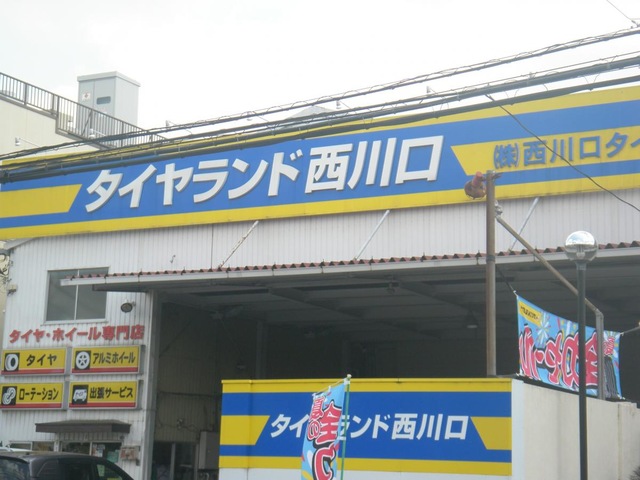 タイヤランド西川口
㈱西川口タイ
タイヤ・ホイール専門店
タイヤ
アルミホイール
ローテーション
出張サービス
タイヤランド西川口